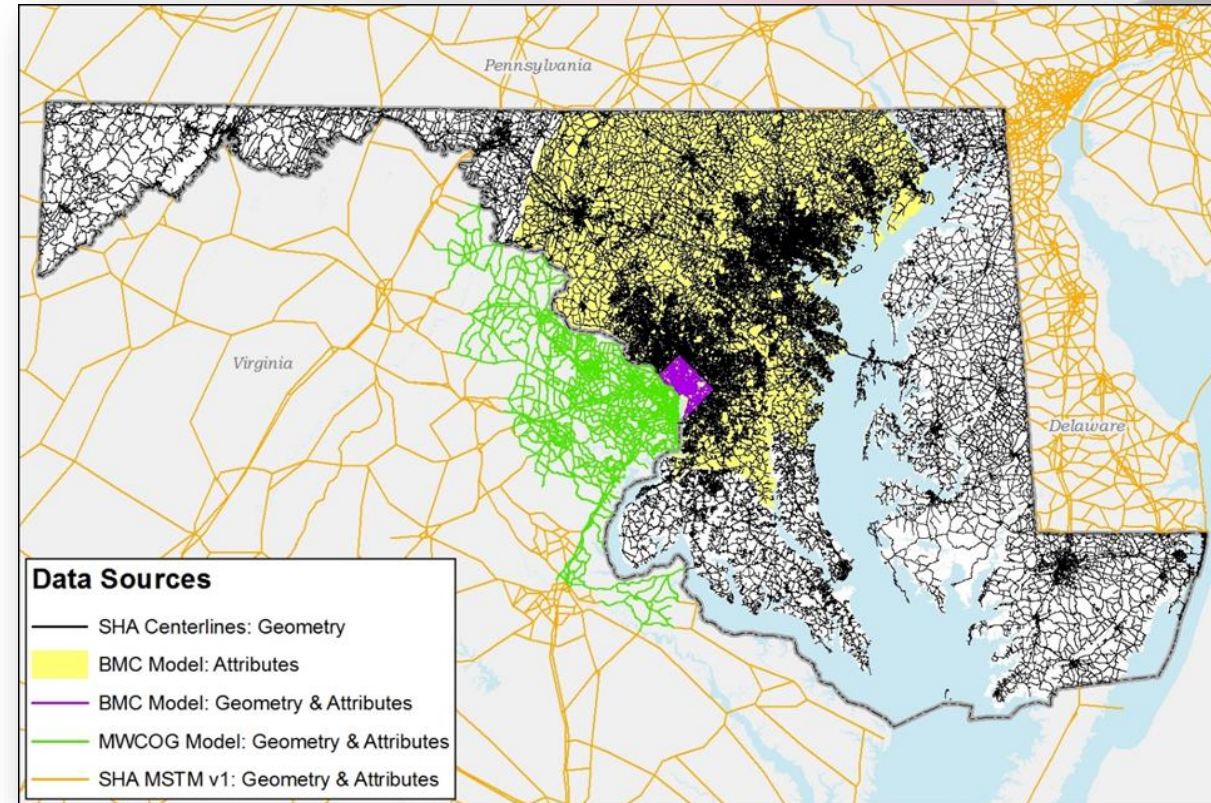 Pennsylvania
Virginia
Delaware
Data Sources
SHA Centerlines: Geometry
BMC Model: Attributes
BMC Model: Geometry & Attributes
MWCOG Model: Geometry & Attributes
SHA MSTM v1: Geometry & Attributes